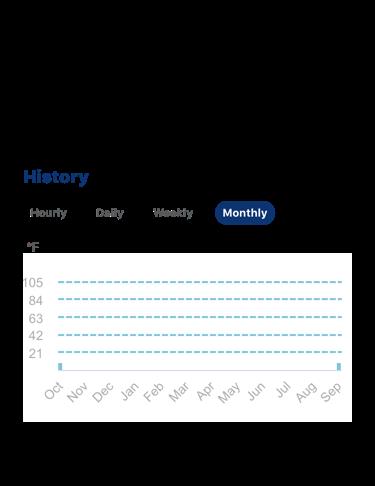 History
Hourly Daily Weekly Monthly
°F
105
84
63
42
21
Oct Nov Dec Jan Feb Mar Apr May Jun Jul Aug Sep